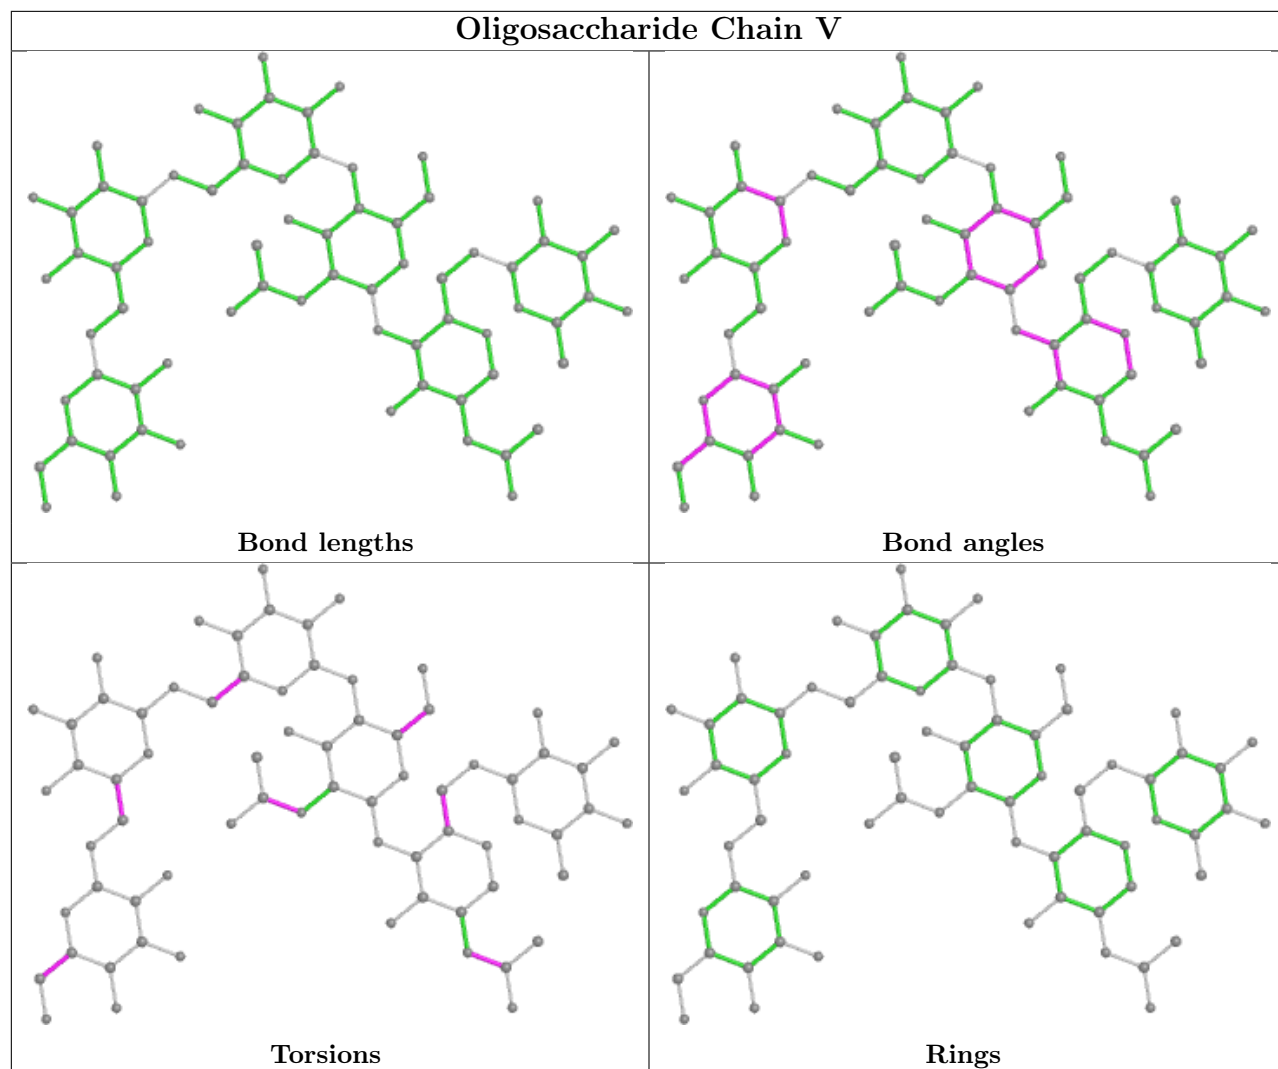 Oligosaccharide Chain V
Bond lengths
Bond angles
Torsions
Rings